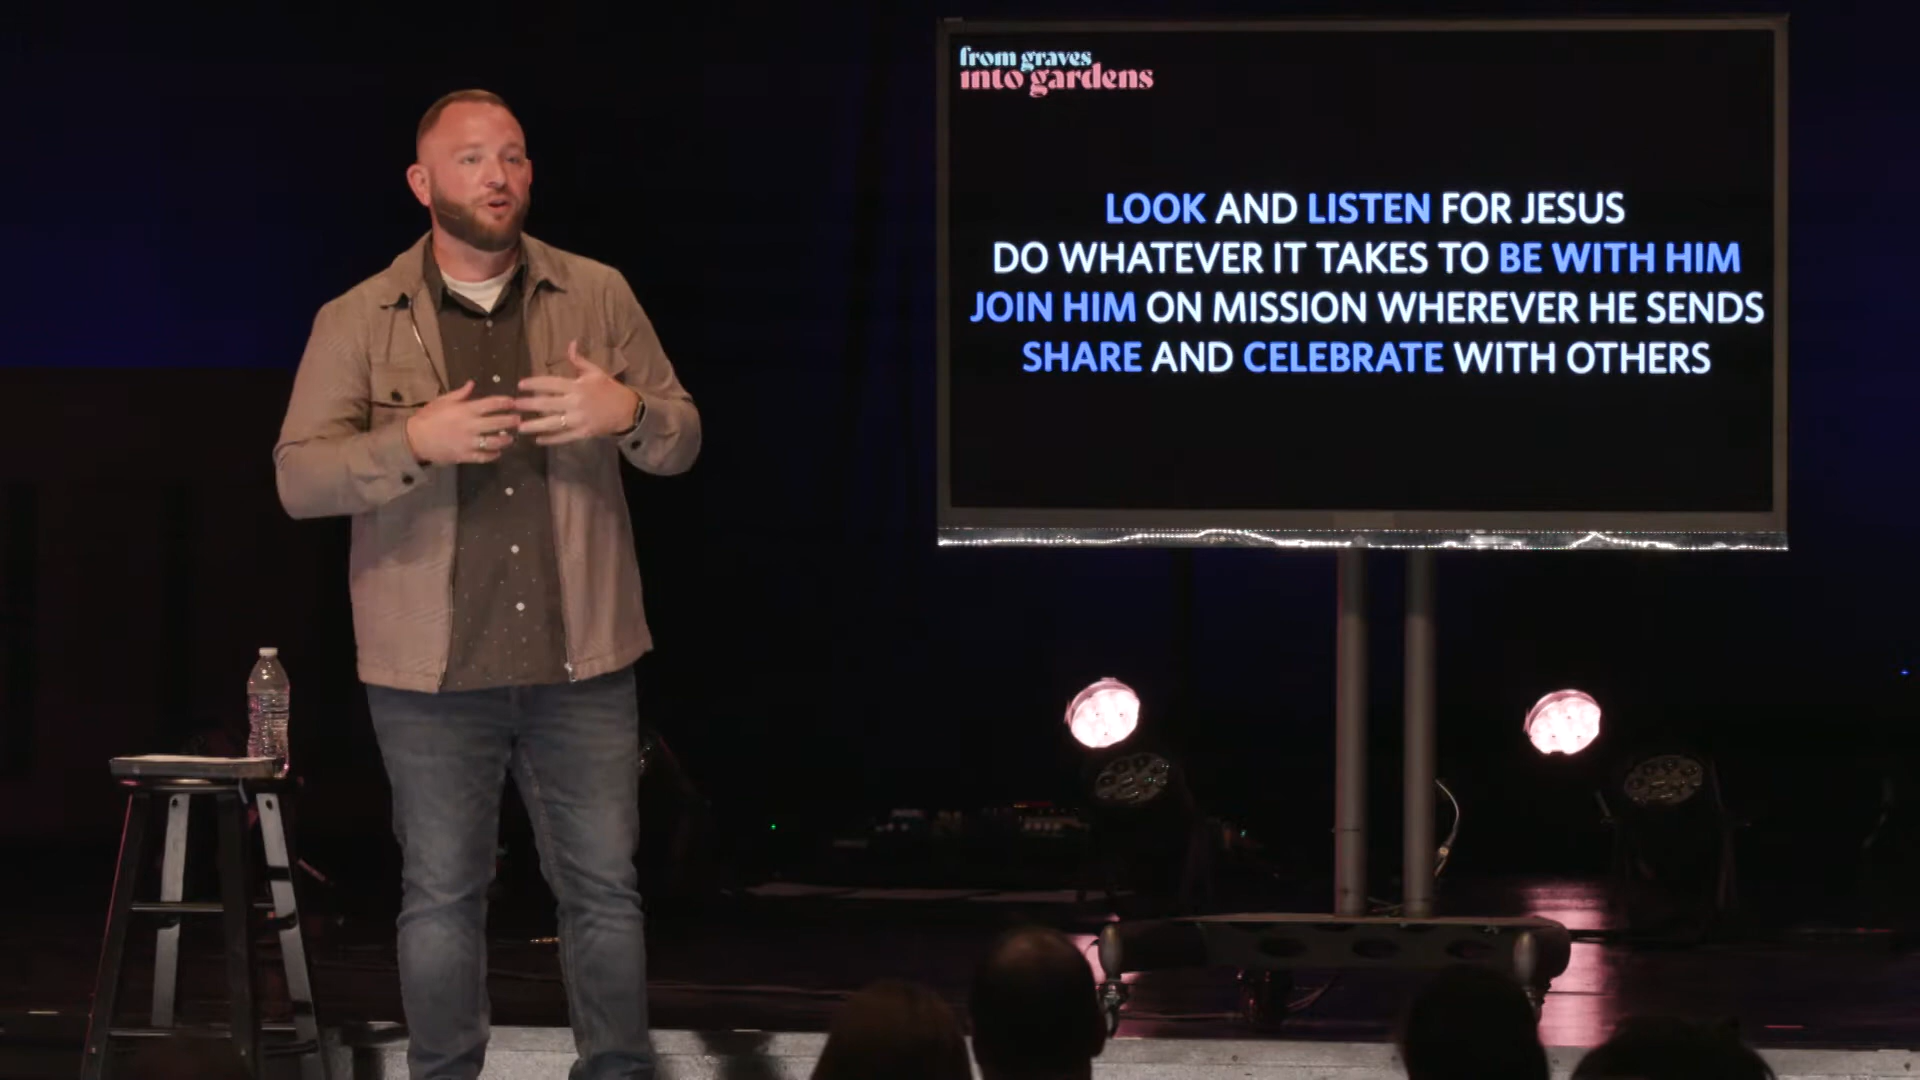 from graves
into gardens
LOOK AND LISTEN FOR JESUS
DO WHATEVER IT TAKES TO BE WITH HIM
JOIN HIM ON MISSION WHEREVER HE SENDS
SHARE AND CELEBRATE WITH OTHERS